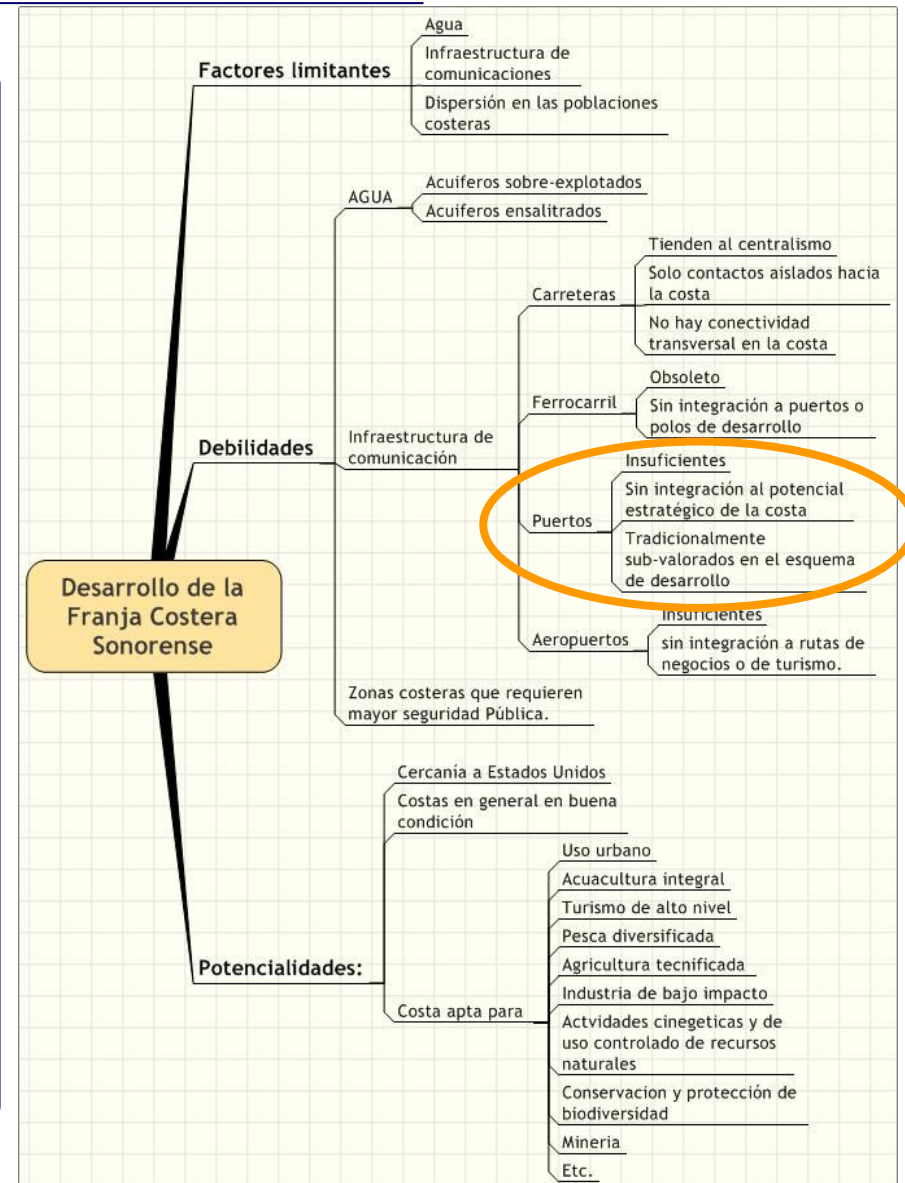 Agua
Infraestructura de
comunicaciones
Dispersión en las poblaciones
costeras
Factores limitantes
AGUA
Acuiferos sobre-explotados
Acuiferos ensalitrados
Carreteras
Tienden al centralismo
Solo contactos aislados hacia
la costa
No hay conectividad
transversal en la costa
Ferrocarril
Obsoleto
Sin integración a puertos o
polos de desarrollo
Debilidades
Infraestructura de
comunicación
Puertos
Insuficientes
Sin integración al potencial
estratégico de la costa
Tradicionalmente
sub-valorados en el esquema
de desarrollo
Aeropuertos
Insuficientes
sin integración a rutas de
negocios o de turismo.
Desarrollo de la
Franja Costera
Sonorense
Zonas costeras que requieren
mayor seguridad Pública.
Cercanía a Estados Unidos
Costas en general en buena
condición
Potencialidades:
Costa apta para
Uso urbano
Acuacultura integral
Turismo de alto nivel
Pesca diversificada
Agricultura tecnificada
Industria de bajo impacto
Actvidades cinegeticas y de
uso controlado de recursos
naturales
Conservacion y protección de
biodiversidad
Mineria
Etc.